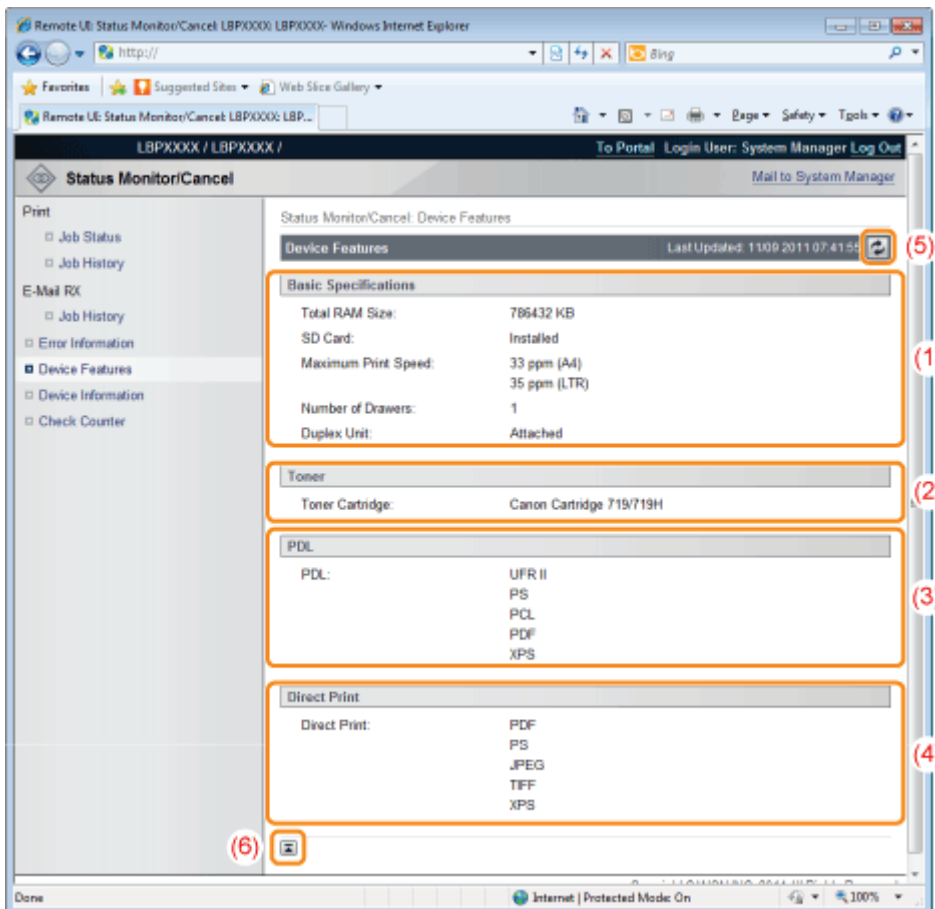 Remote UI: Status Monitor/Cancel: LBPXXXX: LBPXXXX- Windows Internet Explorer
http://
Bing
Favorites Suggested Sites Web Slice Gallery
Remote UI: Status Monitor/Cancel: LBPXXXX: LBP... Page Safety Tools
LBPXXXX / LBPXXXX / To Portal Login User: System Manager Log Out
Status Monitor/Cancel Mail to System Manager
Print
Job Status
Job History
E-Mail RX
Job History
Error Information
Device Features
Device Information
Check Counter
Status Monitor/Cancel: Device Features
Device Features Last Updated: 11/09 2011 07:41:55 (5)
Basic Specifications
Total RAM Size: 786432 KB
SD Card: Installed
(1
Maximum Print Speed: 33 ppm (A4)
35 ppm (LTR)
Number of Drawers: 1
Duplex Unit: Attached
Toner
(2
Toner Cartridge: Canon Cartridge 719/719H
PDL
PDL: UFR II
PS
(3)
PCL
PDF
XPS
Direct Print
Direct Print: PDF
PS
(4
JPEG
TIFF
XPS
(6)
Done Internet | Protected Mode: On 100%